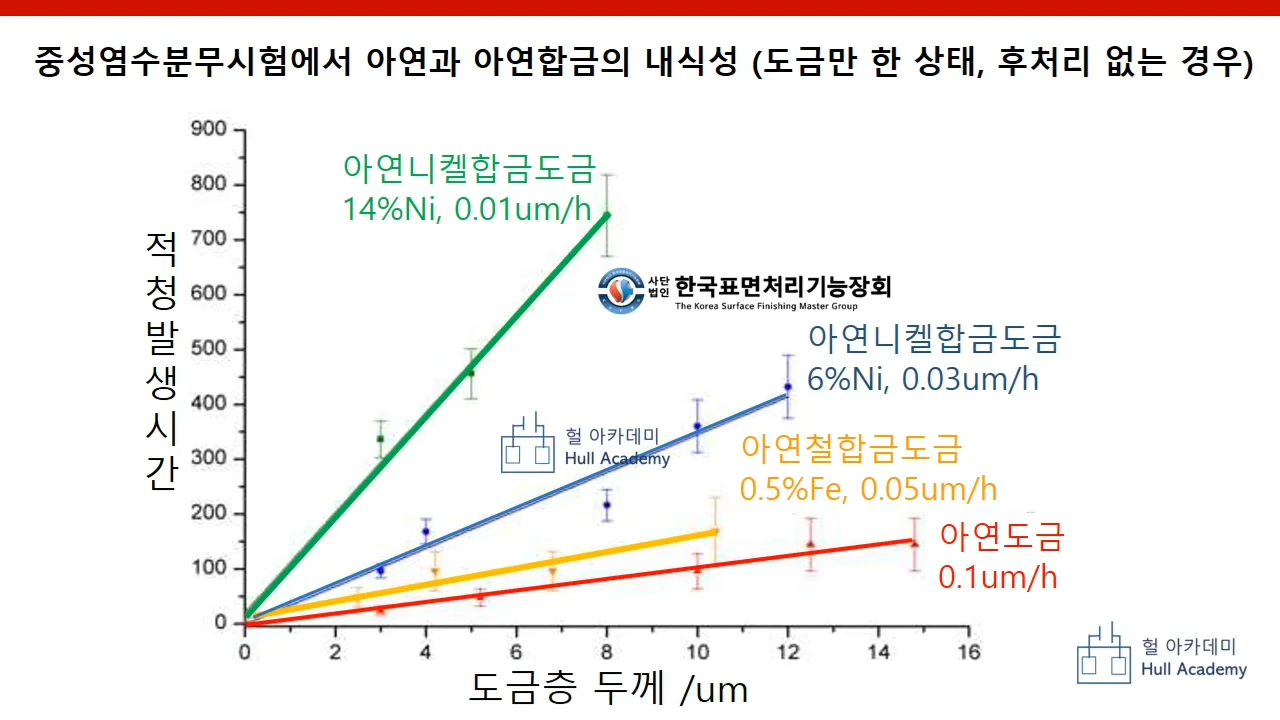 중성염수분무시험에서 아연과 아연합금의 내식성 (도금만 한 상태, 후처리 없는 경우)
900
800
700
600
500
400
300
200
100
0
적청발생시간
아연니켈합금도금
14%Ni, 0.01um/h
사단법인 한국표면처리기능장회
The Korea Surface Finishing Master Group
아연니켈합금도금
6%Ni, 0.03um/h
헐 아카데미
Hull Academy
아연철합금도금
0.5%Fe, 0.05um/h
아연도금
0.1um/h
0 2 4 6 8 10 12 14 16
도금층 두께 /um
헐 아카데미
Hull Academy